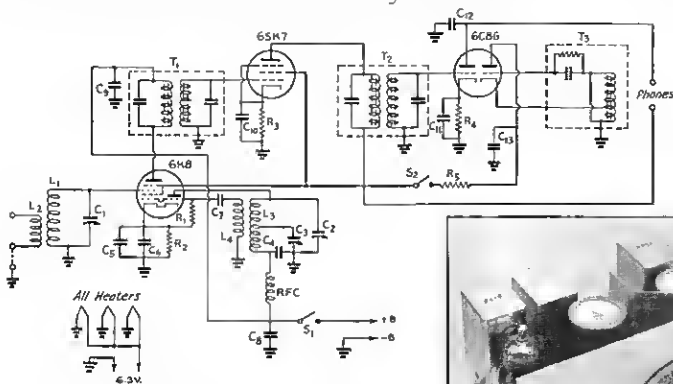 C12
6SK7
6C8G
T1
T2
T3
C9
C10
R3
C11
R4
C13
Phones
6K8
S2
R5
L2
L1
C1
R1
C7
L3
L4
C3
C2
C4
C5
C6
R2
RFC
All Heaters
C8
S1
+B
-B
6.3V.